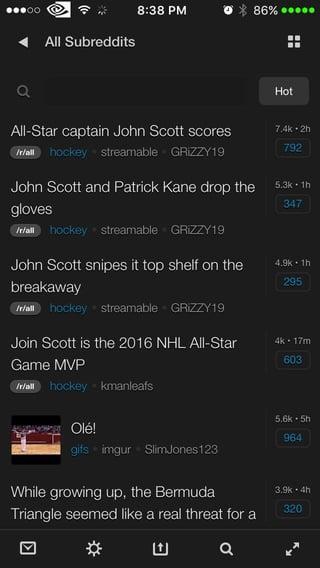 8:38 PM 86%
All Subreddits
Hot
All-Star captain John Scott scores
7.4k • 2h
/r/all hockey • streamable • GRiZZY19
792
John Scott and Patrick Kane drop the
gloves
5.3k • 1h
347
/r/all hockey • streamable • GRiZZY19
John Scott snipes it top shelf on the
breakaway
4.9k • 1h
295
/r/all hockey • streamable • GRiZZY19
Join Scott is the 2016 NHL All-Star
Game MVP
4k • 17m
603
/r/all hockey • kmanleafs
Olé!
5.6k • 5h
gifs • imgur • SlimJones123
964
While growing up, the Bermuda
Triangle seemed like a real threat for a
3.9k • 4h
320